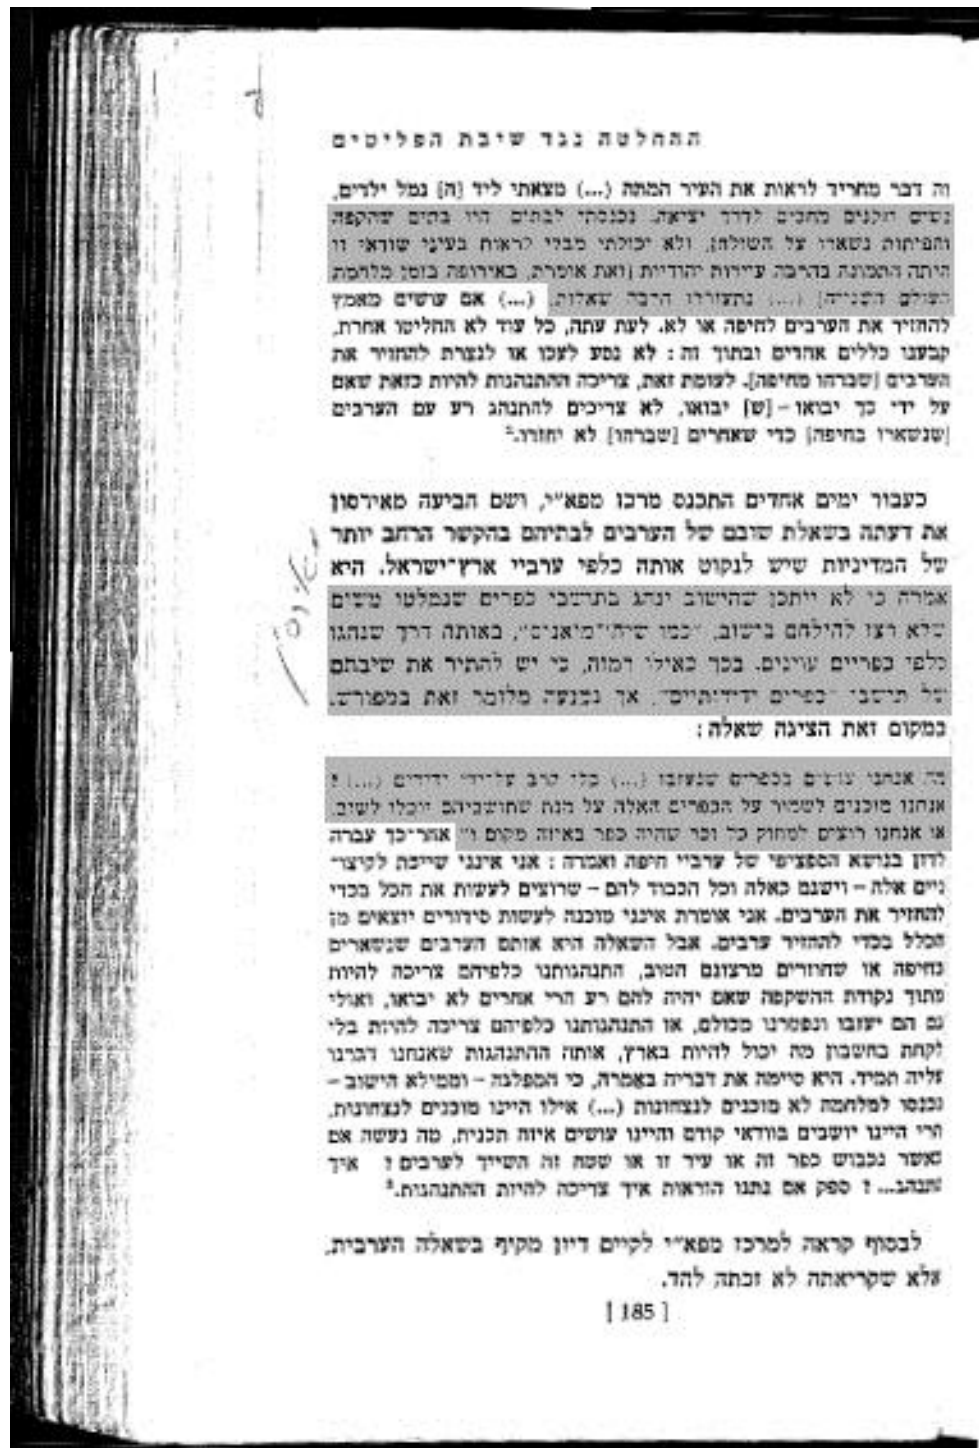 ההחלטה נגד שיבת הפליטים
זה דבר מחריד לראות את העיר המתה (...) מצאתי ליד [ה] נמל ילדים,
נשים וזקנים מחכים לדרך יציאה. נכנסתי לבתים. היו בתים שהקפה
והפיתות נשארו על השולחן, ולא יכולתי מבלי לראות בעיני שודאי זו
היתה התמונה בהרבה עיירות יהודיות [זאת אומרת, באירופה בזמן מלחמת
העולם השנייה] (...) נתעוררו הרבה שאלות, (...) אם עושים מאמץ
להחזיר את הערבים לחיפה או לא. לעת עתה, כל עוד לא החליטו אחרת,
קבענו כללים אחדים ובתוך זה: לא נסע לעכו או לנצרת להחזיר את
הערבים [שברחו מחיפה]. לעומת זאת, צריכה ההתנהגות להיות כזאת שאם
על ידי כך יבואו – [ש] יבואו, לא צריכים להתנהג רע עם הערבים
[שנשארו בחיפה] כדי שאחרים [שברחו] לא יחזרו.²
כעבור ימים אחדים התכנס מרכז מפא״י, ושם הביעה מאירסון
את דעתה בשאלת שובם של הערבים לבתיהם בהקשר הרחב יותר
של המדיניות שיש לנקוט אותה כלפי ערביי ארץ־ישראל. היא
אמרה כי לא ייתכן שהישוב ינהג בתושבי כפרים שנמלטו משום
שלא רצו להילחם בישוב, ״כמו שיח׳־מואניס״, באותה דרך שנהגו
כלפי כפריים עוינים. בכך כאילו רמזה, כי יש להתיר את שיבתם
של תושבי ״כפרים ידידותיים״, אך נמנעה מלומר זאת במפורש.
במקום זאת הציגה שאלה:
מה אנחנו עושים בכפרים שנעזבו (...) בלי קרב על־ידי ידידים (...)?
אנחנו מוכנים לשמור על הכפרים האלה על מנת שתושביהם יוכלו לשוב,
או אנחנו רוצים למחוק כל זכר שהיה כפר באיזה מקום?״ אחר־כך עברה
לדון בנושא הספציפי של ערביי חיפה ואמרה: אני אינני שייכת לקיצו־
ניים אלה – וישנם כאלה וכל הכבוד להם – שרוצים לעשות את הכל בכדי
להחזיר את הערבים. אני אומרת אינני מוכנה לעשות סידורים יוצאים מן
הכלל בכדי להחזיר ערבים. אבל השאלה היא אותם הערבים שנשארים
בחיפה או שחוזרים מרצונם הטוב, התנהגותנו כלפיהם צריכה להיות
מתוך נקודת ההשקפה שאם יהיה להם רע הרי אחרים לא יבואו, ואולי
גם הם יעזבו ונפטרנו מכולם, או התנהגותנו כלפיהם צריכה להיות בלי
לקחת בחשבון מה יכול להיות בארץ, אותה ההתנהגות שאנחנו דברנו
עליה תמיד. היא סיימה את דבריה באמרה, כי המפלגה – וממילא הישוב –
נכנסו למלחמה לא מוכנים לנצחונות (...) אילו היינו מוכנים לנצחונות,
הרי היינו יושבים בוודאי קודם והיינו עושים איזה תכנית, מה נעשה אם
כאשר נכבוש כפר זה או עיר זו או שטח זה השייך לערבים? איך
נתנהג...? ספק אם נתנו הוראות איך צריכה להיות ההתנהגות.³
לבסוף קראה למרכז מפא״י לקיים דיון מקיף בשאלה הערבית,
אלא שקריאתה לא זכתה להד.
[ 185 ]